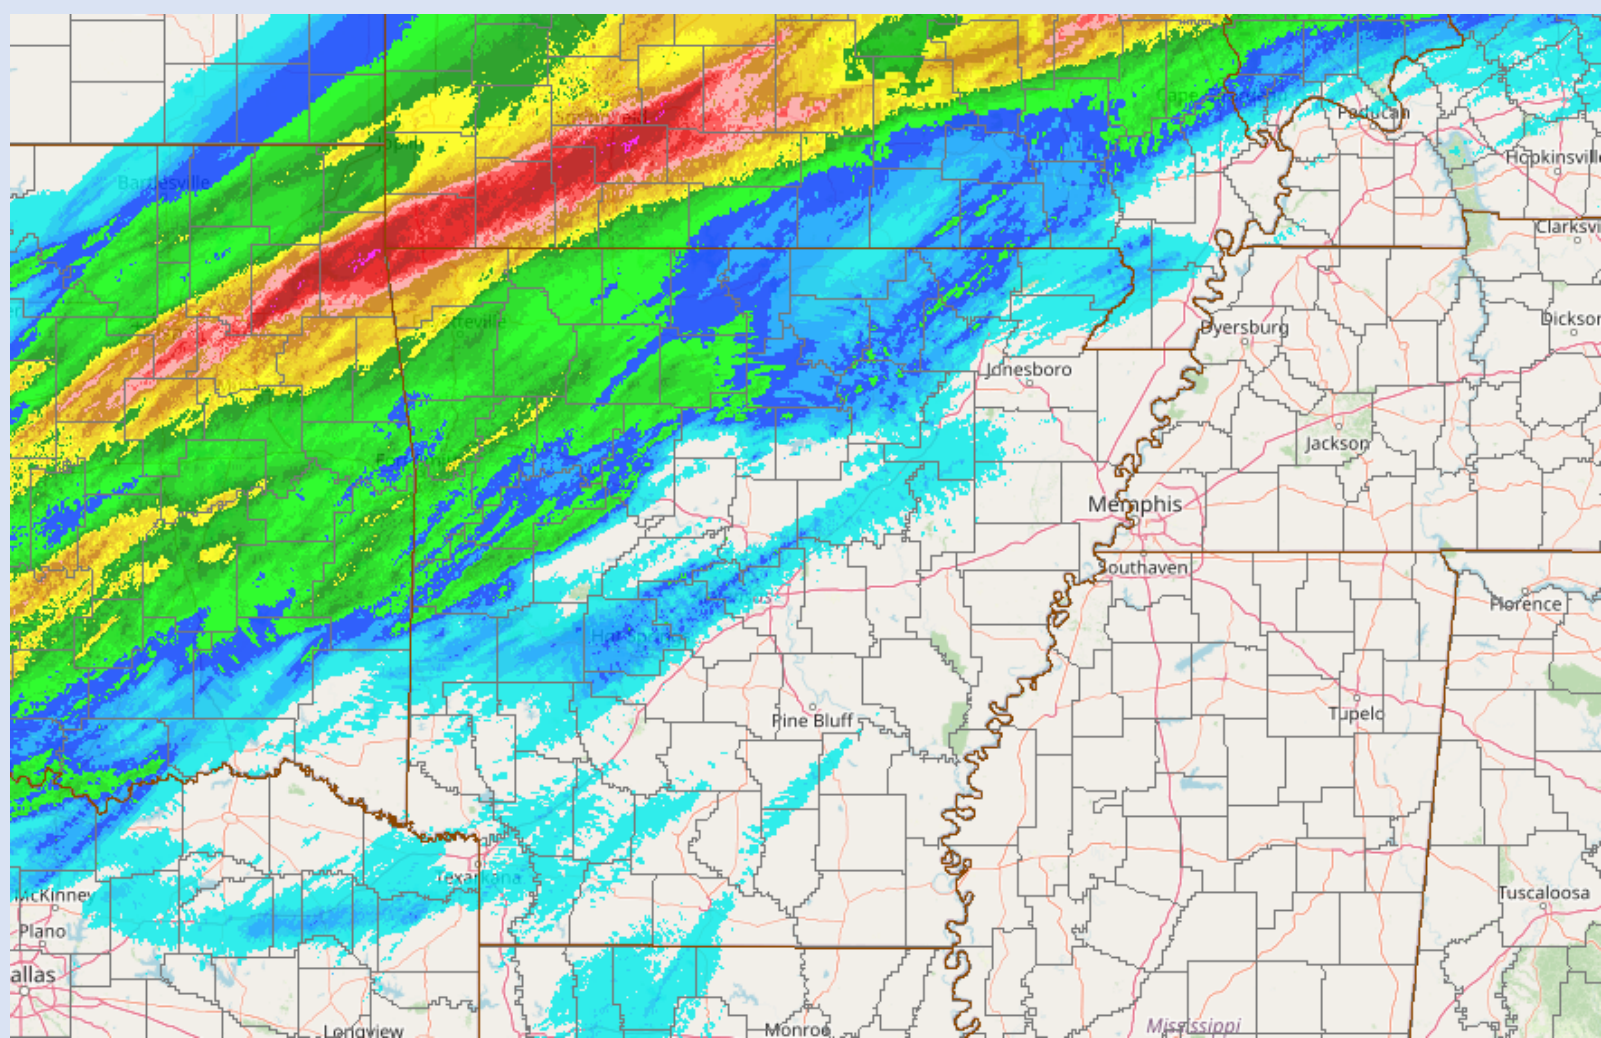 Paducah
Hopkinsville
Bartlesville
Clarksvi
Dickson
Dyersburg
Jonesboro
Jackson
Memphis
Southaven
Florence
Pine Bluff
Tupelo
Texarkana
McKinney
Tuscaloosa
Plano
allas
Longview
Monroe
Mississippi